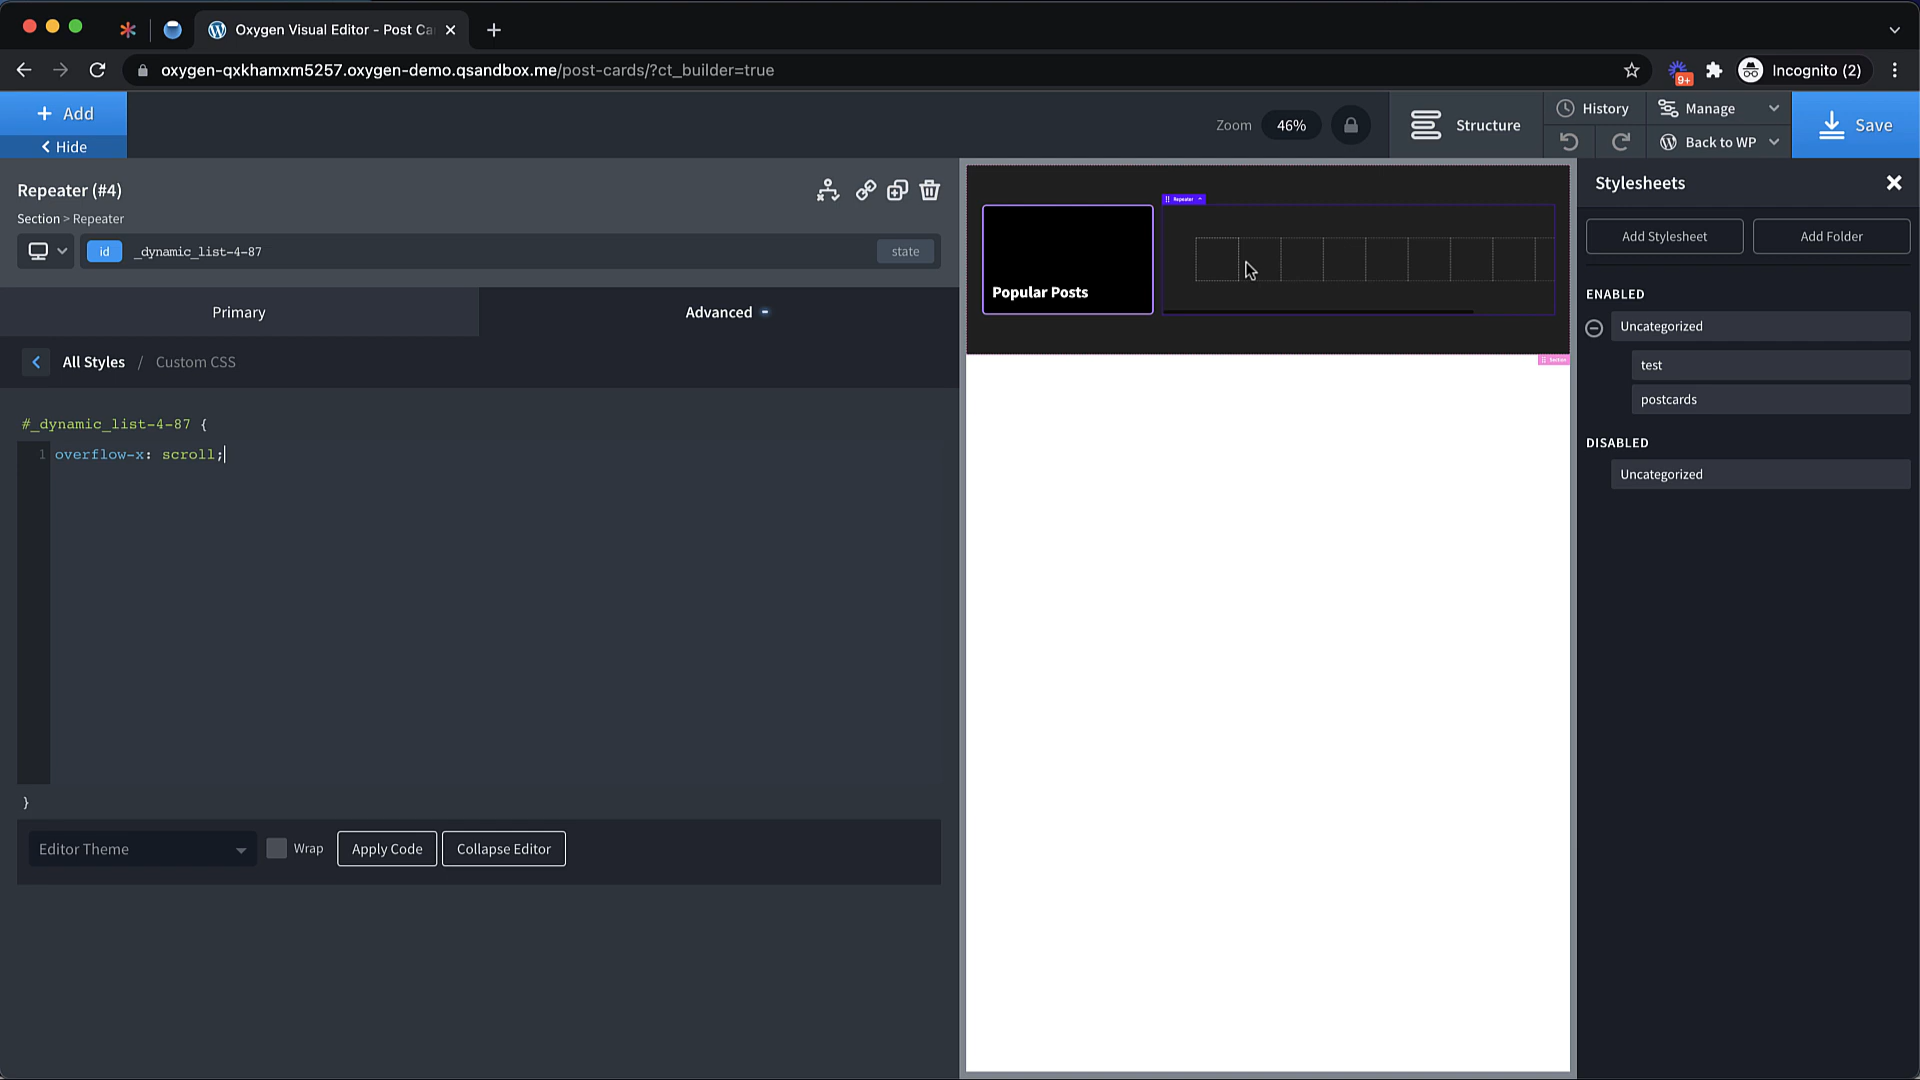 Oxygen Visual Editor - Post Ca
oxygen-qxkhamxm5257.oxygen-demo.qsandbox.me/post-cards/?ct_builder=true
9+
Incognito (2)
+ Add
Hide
Zoom
46%
Structure
History
Manage
Back to WP
Save
Repeater (#4)
Section > Repeater
id
_dynamic_list-4-87
state
Primary
Advanced
All Styles / Custom CSS
#_dynamic_list-4-87 {
1 overflow-x: scroll;
}
Editor Theme
Wrap
Apply Code
Collapse Editor
Repeater
Popular Posts
Section
Stylesheets
Add Stylesheet
Add Folder
ENABLED
Uncategorized
test
postcards
DISABLED
Uncategorized